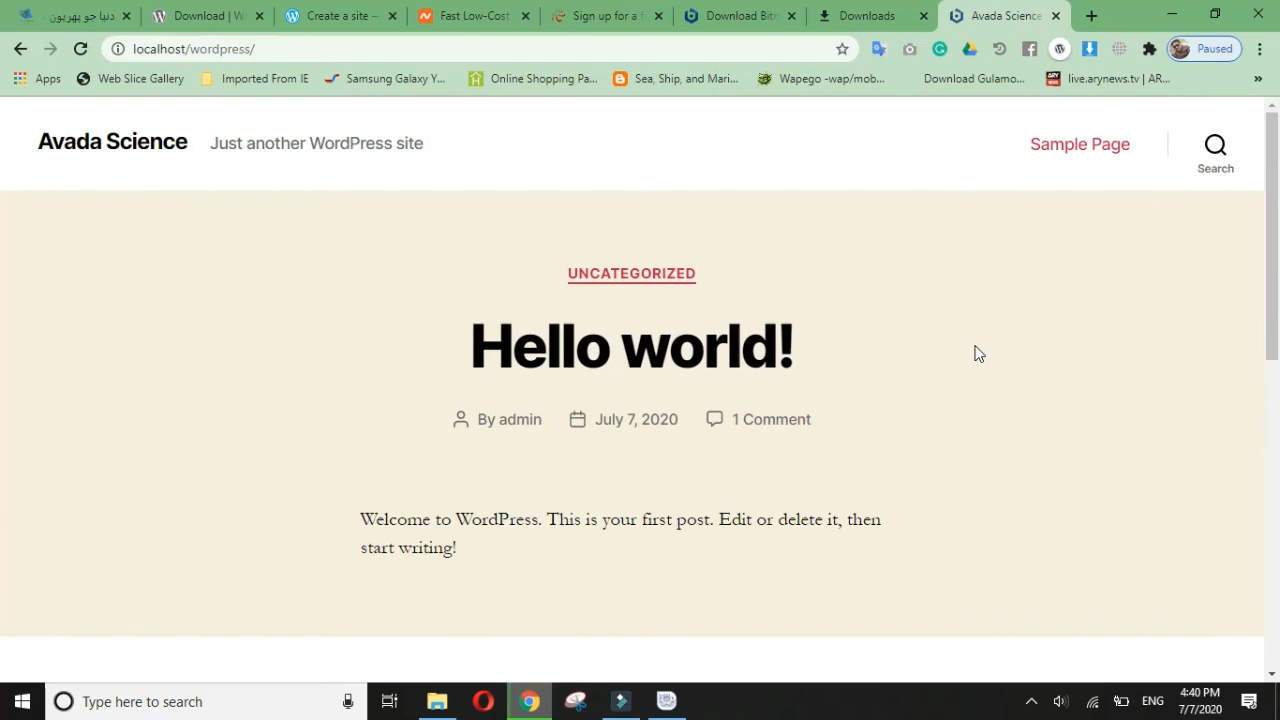 دنيا جو پهريون
Download | W
Create a site –
Fast Low-Cost
Sign up for a f
Download Bit
Downloads
Avada Science
localhost/wordpress/
Paused
Apps
Web Slice Gallery
Imported From IE
Samsung Galaxy Y...
Online Shopping Pa...
Sea, Ship, and Mari...
Wapego -wap/mob...
Download Gulamo...
live.arynews.tv | AR...
Avada Science
Just another WordPress site
Sample Page
Search
UNCATEGORIZED
Hello world!
By admin
July 7, 2020
1 Comment
Welcome to WordPress. This is your first post. Edit or delete it, then
start writing!
Type here to search
ENG
4:40 PM
7/7/2020